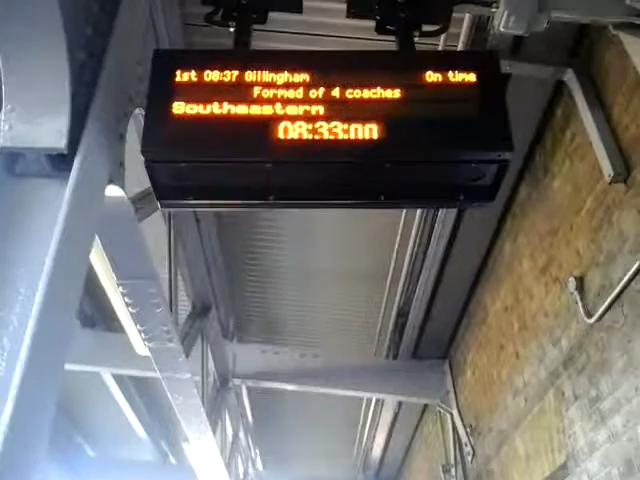 1st 08:37 Gillingham On time
Formed of 4 coaches
Southeastern
08:33:00